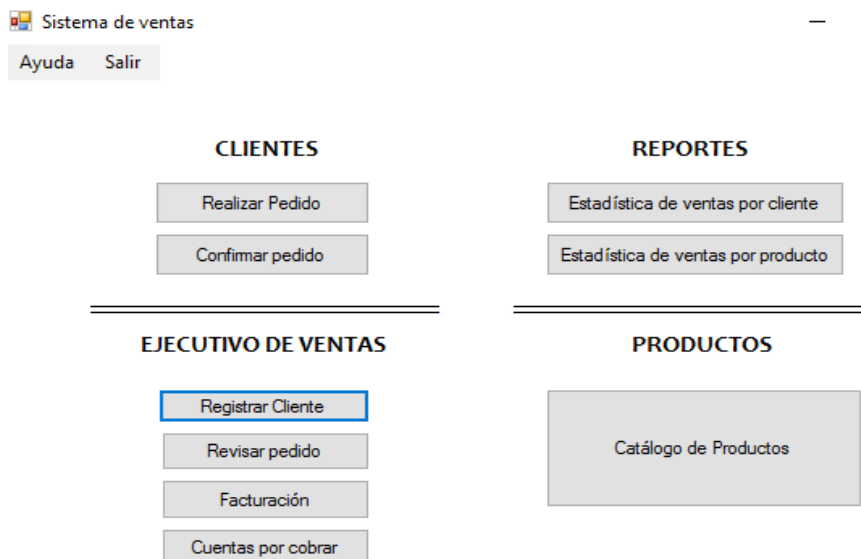 Sistema de ventas
Ayuda Salir
CLIENTES
Realizar Pedido
Confirmar pedido
REPORTES
Estadística de ventas por cliente
Estadística de ventas por producto
EJECUTIVO DE VENTAS
Registrar Cliente
Revisar pedido
Facturación
Cuentas por cobrar
PRODUCTOS
Catálogo de Productos